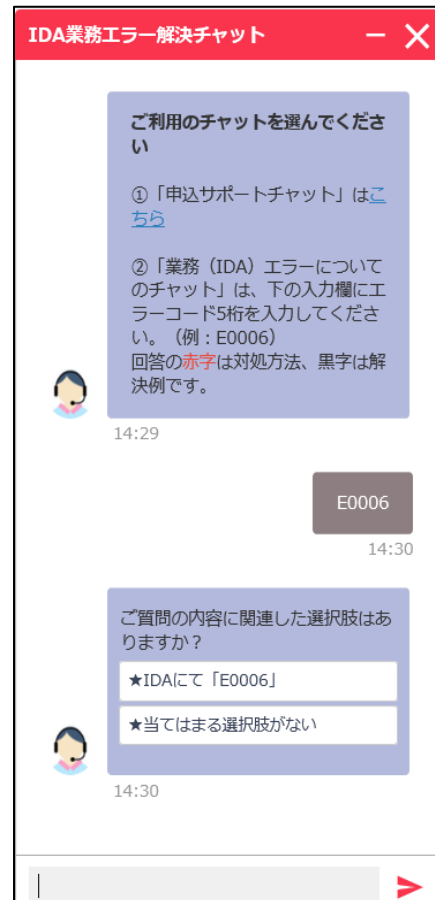 IDA業務エラー解決チャット
ご利用のチャットを選んでくださ
い
①「申込サポートチャット」はこ
ちら
②「業務（IDA）エラーについて
のチャット」は、下の入力欄にエ
ラーコード5桁を入力してくださ
い。（例：E0006）
回答の赤字は対処方法、黒字は解
決例です。
14:29
E0006
14:30
ご質問の内容に関連した選択肢はあ
りますか？
★IDAにて「E0006」
★当てはまる選択肢がない
14:30